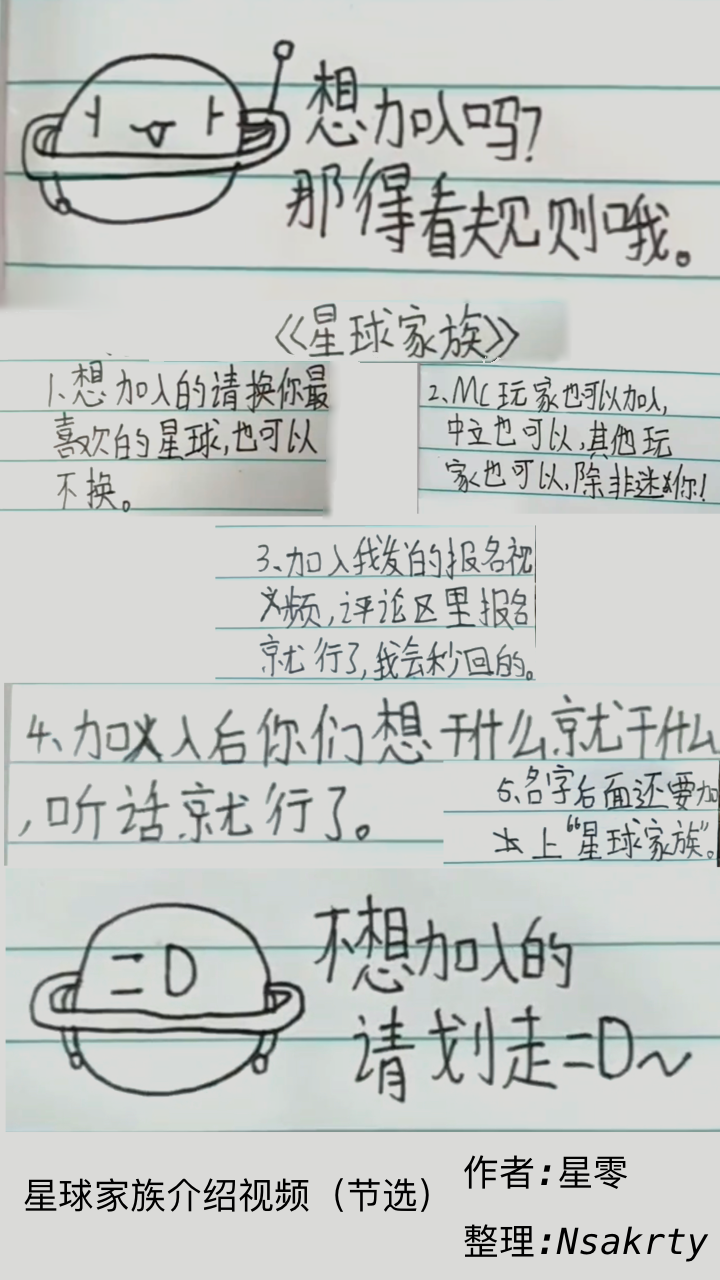 想加入吗?
那得看规则哦。
《星球家族》
1、想加入的请换你最
喜欢的星球,也可以
不换。
2、MC玩家也可以加入,
中立也可以,其他玩
家也可以,除非迷你!
3、加入我发的报名视
频,评论区里报名
就行了,我会秒回的。
4、加入后你们想干什么就干什么
,听话就行了。
5、名字后面还要加
上“星球家族”。
=D
不想加入的
请划走=D~
星球家族介绍视频（节选）
作者:星零
整理:Nsakrty